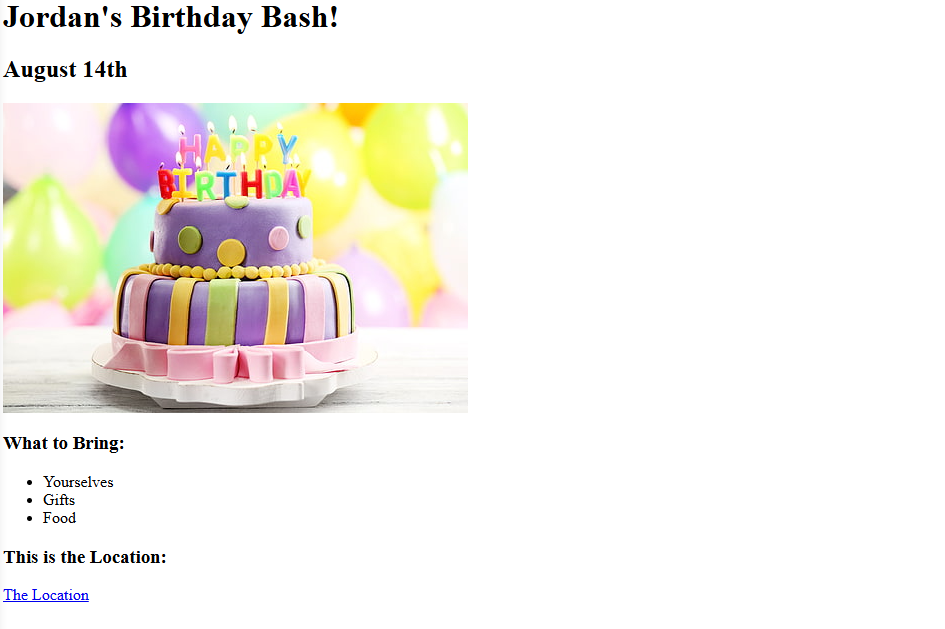 Jordan's Birthday Bash!
August 14th
HAPPY
BIRTHDAY
What to Bring:
Yourselves
Gifts
Food
This is the Location:
The Location